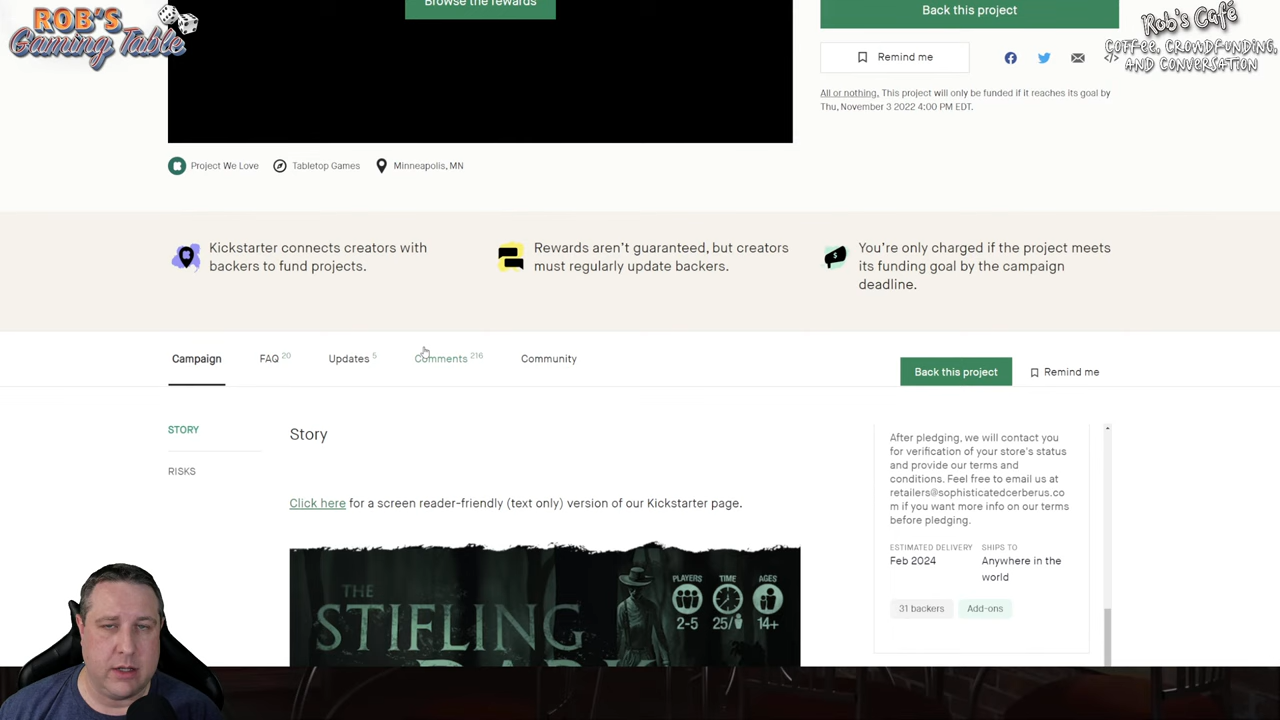 ROB'S
Gaming Table
Browse the rewards
Back this project
Rob's Café
Coffee, Crowdfunding,
and Conversation
Remind me
</>
All or nothing. This project will only be funded if it reaches its goal by
Thu, November 3 2022 4:00 PM EDT.
Project We Love
Tabletop Games
Minneapolis, MN
Kickstarter connects creators with
backers to fund projects.
Rewards aren't guaranteed, but creators
must regularly update backers.
You're only charged if the project meets
its funding goal by the campaign
deadline.
Campaign
FAQ 20
Updates 5
Comments 216
Community
Back this project
Remind me
STORY
RISKS
Story
Click here for a screen reader-friendly (text only) version of our Kickstarter page.
THE
STIFLING
DARK
PLAYERS
2-5
TIME
25/
AGES
14+
After pledging, we will contact you
for verification of your store's status
and provide our terms and
conditions. Feel free to email us at
retailers@sophisticatedcerberus.co
m if you want more info on our terms
before pledging.
ESTIMATED DELIVERY
Feb 2024
SHIPS TO
Anywhere in the
world
31 backers
Add-ons